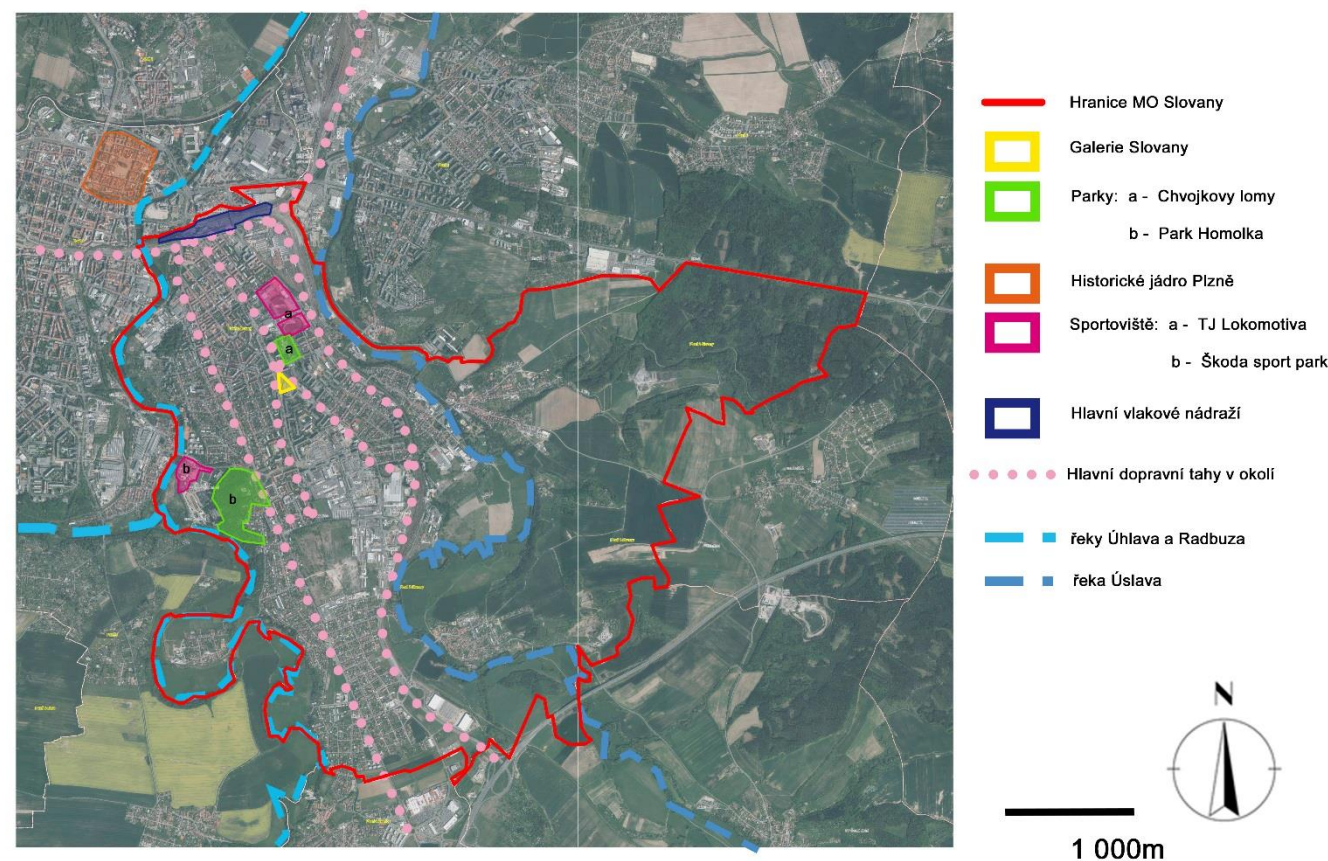 Hranice MO Slovany
Galerie Slovany
Parky: a - Chvojkovy lomy
b - Park Homolka
Historické jádro Plzně
Sportoviště: a - TJ Lokomotiva
b - Škoda sport park
Hlavní vlakové nádraží
Hlavní dopravní tahy v okolí
řeky Úhlava a Radbuza
řeka Úslava
N
1 000m
a
a
b
b